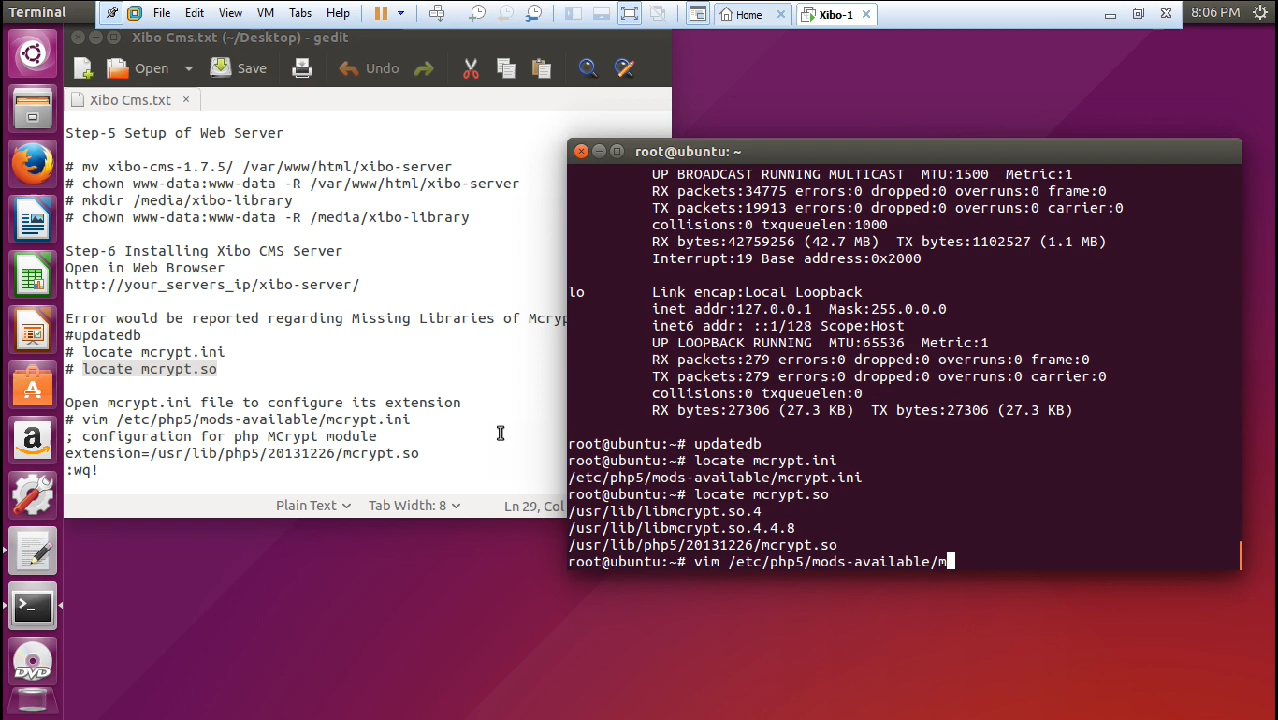 Terminal
File Edit View VM Tabs Help
Home
Xibo-1
8:06 PM
Xibo Cms.txt (~/Desktop) - gedit
Open Save Undo
Xibo Cms.txt ×
Step-5 Setup of Web Server
# mv xibo-cms-1.7.5/ /var/www/html/xibo-server
# chown www-data:www-data -R /var/www/html/xibo-server
# mkdir /media/xibo-library
# chown www-data:www-data -R /media/xibo-library
Step-6 Installing Xibo CMS Server
Open in Web Browser
http://your_servers_ip/xibo-server/
Error would be reported regarding Missing Libraries of Mcryp
#updatedb
# locate mcrypt.ini
# locate mcrypt.so
Open mcrypt.ini file to configure its extension
# vim /etc/php5/mods-available/mcrypt.ini
; configuration for php MCrypt module
extension=/usr/lib/php5/20131226/mcrypt.so
:wq!
Plain Text Tab Width: 8 Ln 29, Col
root@ubuntu: ~
UP BROADCAST RUNNING MULTICAST MTU:1500 Metric:1
RX packets:34775 errors:0 dropped:0 overruns:0 frame:0
TX packets:19913 errors:0 dropped:0 overruns:0 carrier:0
collisions:0 txqueuelen:1000
RX bytes:42759256 (42.7 MB) TX bytes:1102527 (1.1 MB)
Interrupt:19 Base address:0x2000
lo Link encap:Local Loopback
inet addr:127.0.0.1 Mask:255.0.0.0
inet6 addr: ::1/128 Scope:Host
UP LOOPBACK RUNNING MTU:65536 Metric:1
RX packets:279 errors:0 dropped:0 overruns:0 frame:0
TX packets:279 errors:0 dropped:0 overruns:0 carrier:0
collisions:0 txqueuelen:0
RX bytes:27306 (27.3 KB) TX bytes:27306 (27.3 KB)
root@ubuntu:~# updatedb
root@ubuntu:~# locate mcrypt.ini
/etc/php5/mods-available/mcrypt.ini
root@ubuntu:~# locate mcrypt.so
/usr/lib/libmcrypt.so.4
/usr/lib/libmcrypt.so.4.4.8
/usr/lib/php5/20131226/mcrypt.so
root@ubuntu:~# vim /etc/php5/mods-available/m
DVD